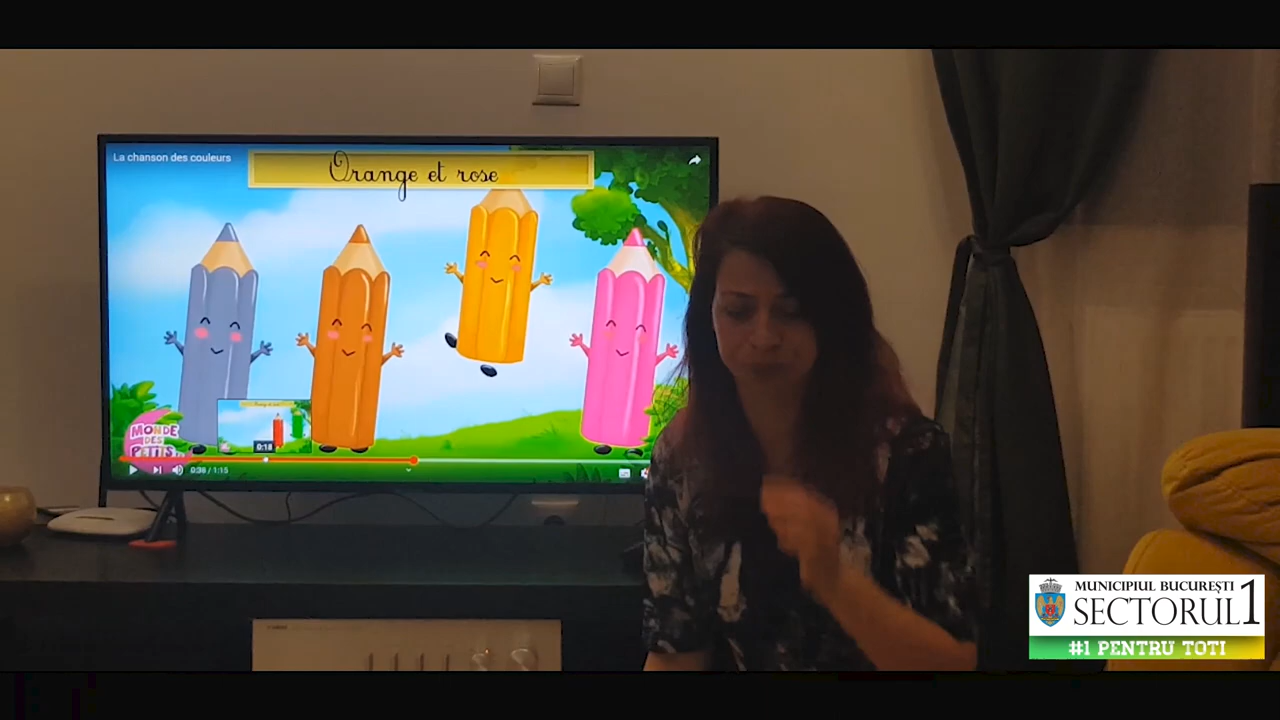 La chanson des couleurs
Orange et rose
MONDE
DES
PETITS
0:18
0:38 / 1:15
MUNICIPIUL BUCUREȘTI
SECTORUL 1
#1 PENTRU TOTI